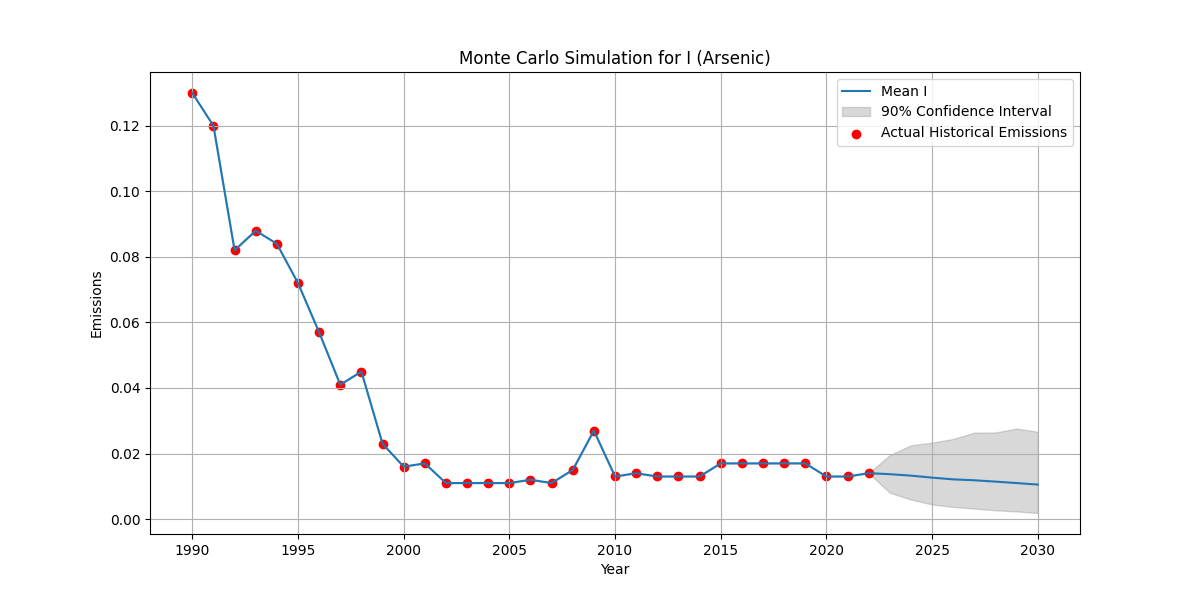 Monte Carlo Simulation for I (Arsenic)
Mean I
90% Confidence Interval
Actual Historical Emissions
0.12
0.10
0.08
0.06
0.04
0.02
0.00
Emissions
1990 1995 2000 2005 2010 2015 2020 2025 2030
Year